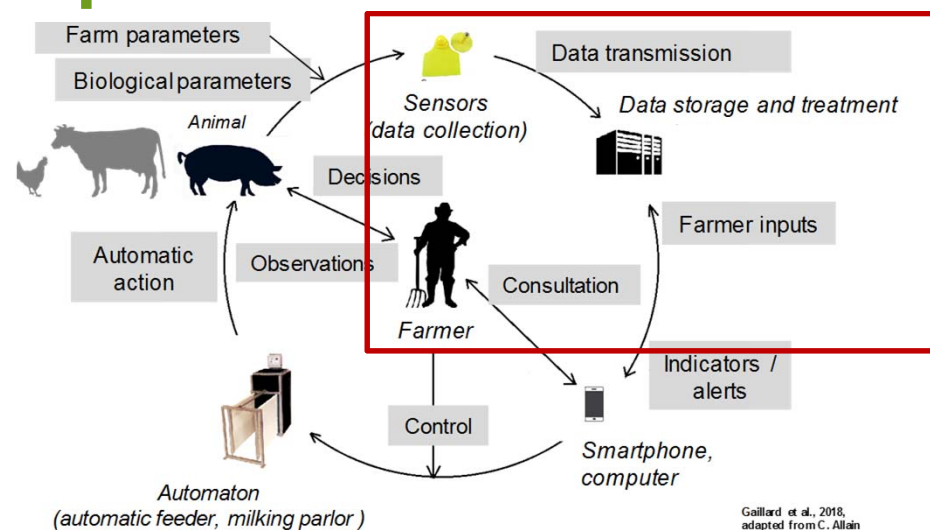 Farm parameters
Biological parameters
Animal
Sensors
(data collection)
Data transmission
Data storage and treatment
Decisions
Automatic
action
Observations
Farmer inputs
Consultation
Farmer
Indicators /
alerts
Control
Smartphone,
computer
Automaton
(automatic feeder, milking parlor )
Gaillard et al., 2018,
adapted from C. Allain